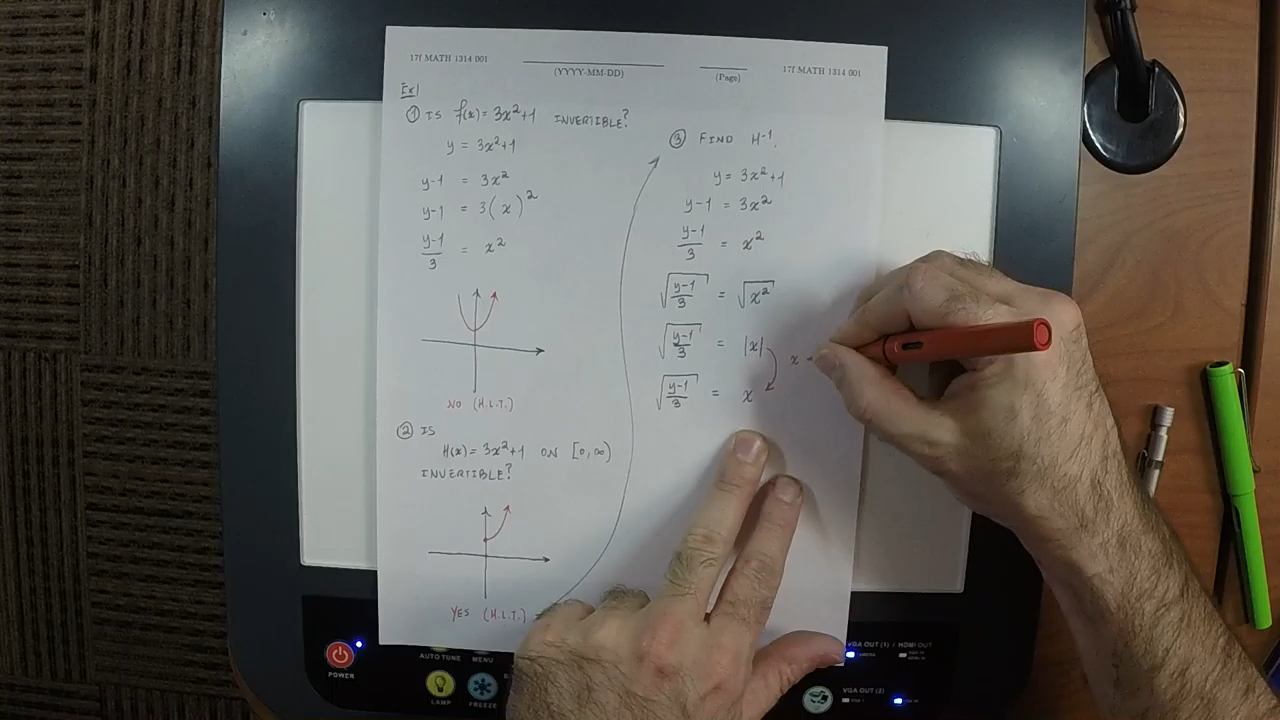 17f MATH 1314 001
(YYYY-MM-DD)
(Page)
17f MATH 1314 001
Ex1
① IS f(x) = 3x²+1 INVERTIBLE?
y = 3x²+1
y-1 = 3x²
y-1 = 3(x)²
y-1/3 = x²
NO (H.L.T.)
② IS
H(x) = 3x²+1 ON [0,∞)
INVERTIBLE?
YES (H.L.T.)
③ FIND H⁻¹.
y = 3x²+1
y-1 = 3x²
y-1/3 = x²
√(y-1/3) = √x²
√(y-1/3) = |x|
√(y-1/3) = x
x
POWER
AUTO TUNE
MENU
LAMP
FREEZE
VGA OUT (1) / HDMI OUT
VGA OUT (2)